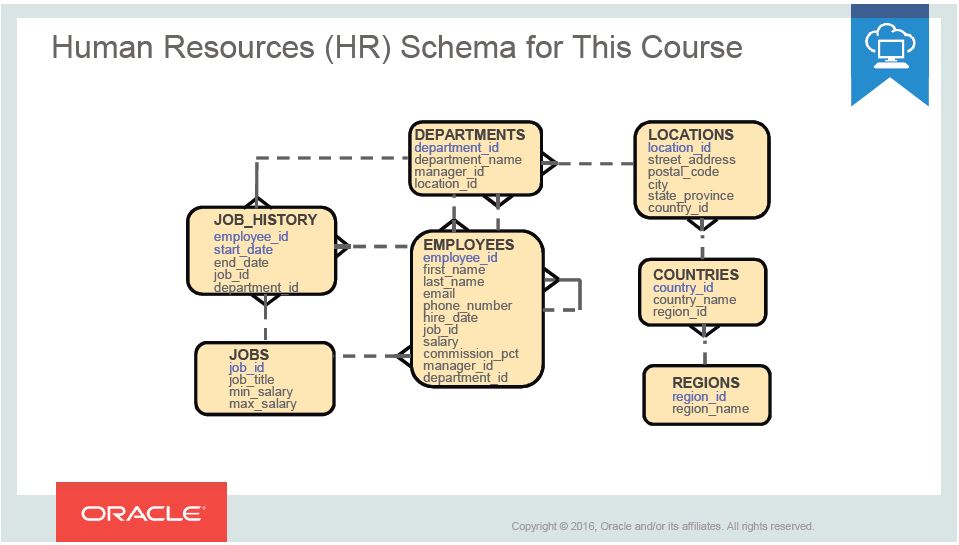 Human Resources (HR) Schema for This Course
DEPARTMENTS
department_id
department_name
manager_id
location_id
LOCATIONS
location_id
street_address
postal_code
city
state_province
country_id
JOB_HISTORY
employee_id
start_date
end_date
job_id
department_id
EMPLOYEES
employee_id
first_name
last_name
email
phone_number
hire_date
job_id
salary
commission_pct
manager_id
department_id
COUNTRIES
country_id
country_name
region_id
JOBS
job_id
job_title
min_salary
max_salary
REGIONS
region_id
region_name
ORACLE
Copyright © 2016, Oracle and/or its affiliates. All rights reserved.